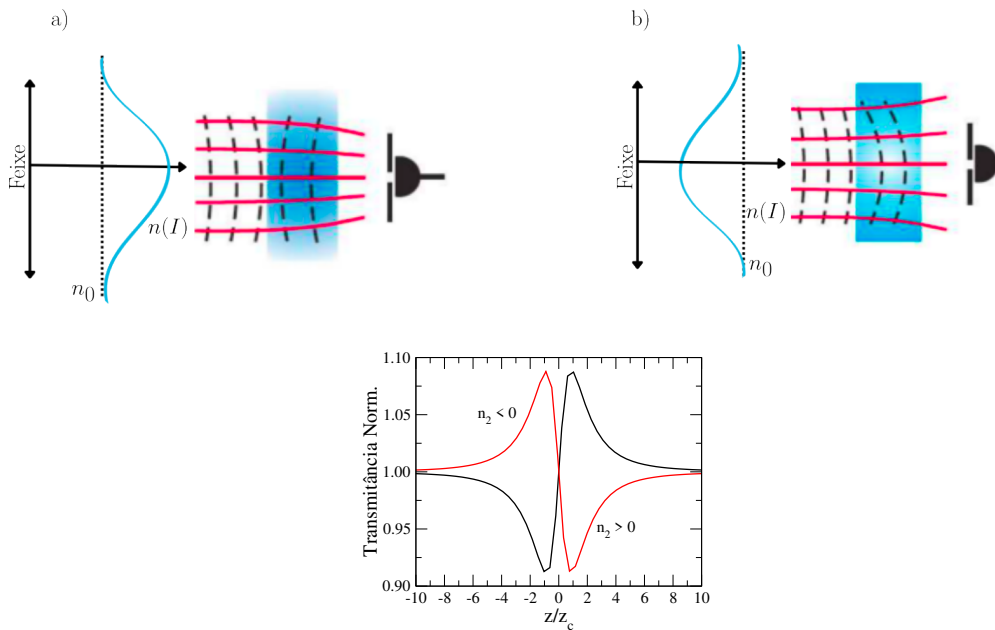 a)
b)
Feixe
n(I)
n₀
Feixe
n(I)
n₀
1.10
1.05
1.00
0.95
0.90
Transmitância Norm.
n₂ < 0
n₂ > 0
-10 -8 -6 -4 -2 0 2 4 6 8 10
z/z_c